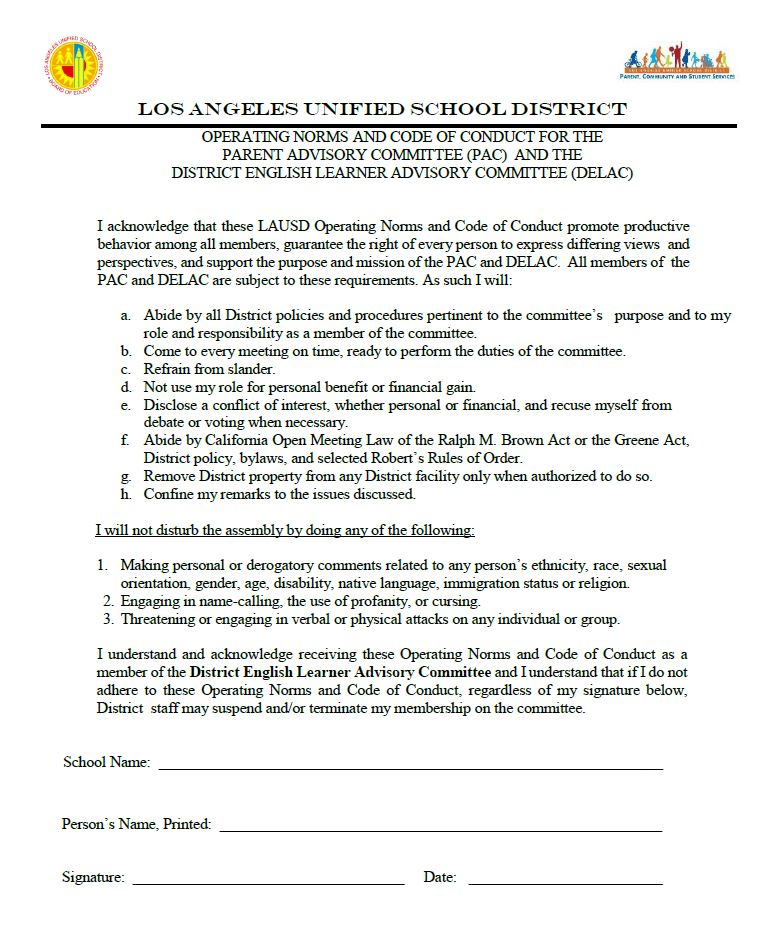 LOS ANGELES UNIFIED SCHOOL DISTRICT
BOARD OF EDUCATION
PARENT, COMMUNITY AND STUDENT SERVICES
LOS ANGELES UNIFIED SCHOOL DISTRICT
OPERATING NORMS AND CODE OF CONDUCT FOR THE
PARENT ADVISORY COMMITTEE (PAC) AND THE
DISTRICT ENGLISH LEARNER ADVISORY COMMITTEE (DELAC)
I acknowledge that these LAUSD Operating Norms and Code of Conduct promote productive
behavior among all members, guarantee the right of every person to express differing views and
perspectives, and support the purpose and mission of the PAC and DELAC. All members of the
PAC and DELAC are subject to these requirements. As such I will:
a. Abide by all District policies and procedures pertinent to the committee's purpose and to my
role and responsibility as a member of the committee.
b. Come to every meeting on time, ready to perform the duties of the committee.
c. Refrain from slander.
d. Not use my role for personal benefit or financial gain.
e. Disclose a conflict of interest, whether personal or financial, and recuse myself from
debate or voting when necessary.
f. Abide by California Open Meeting Law of the Ralph M. Brown Act or the Greene Act,
District policy, bylaws, and selected Robert's Rules of Order.
g. Remove District property from any District facility only when authorized to do so.
h. Confine my remarks to the issues discussed.
I will not disturb the assembly by doing any of the following:
1. Making personal or derogatory comments related to any person's ethnicity, race, sexual
orientation, gender, age, disability, native language, immigration status or religion.
2. Engaging in name-calling, the use of profanity, or cursing.
3. Threatening or engaging in verbal or physical attacks on any individual or group.
I understand and acknowledge receiving these Operating Norms and Code of Conduct as a
member of the District English Learner Advisory Committee and I understand that if I do not
adhere to these Operating Norms and Code of Conduct, regardless of my signature below,
District staff may suspend and/or terminate my membership on the committee.
School Name:
Person's Name, Printed:
Signature: Date: